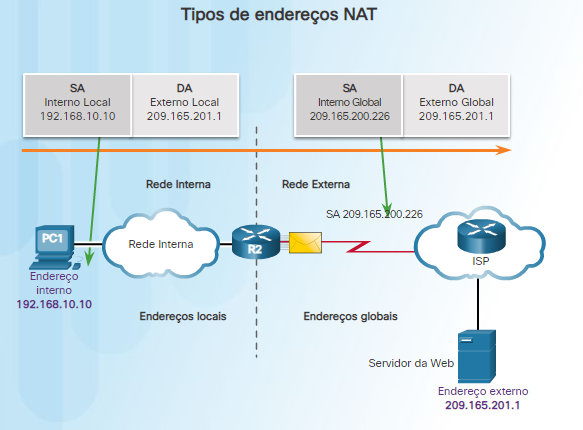 Tipos de endereços NAT
SA
Interno Local
192.168.10.10
DA
Externo Local
209.165.201.1
SA
Interno Global
209.165.200.226
DA
Externo Global
209.165.201.1
Rede Interna
Rede Externa
SA 209.165.200.226
PC1
Rede Interna
R2
ISP
Endereço
interno
192.168.10.10
Endereços locais
Endereços globais
Servidor da Web
Endereço externo
209.165.201.1